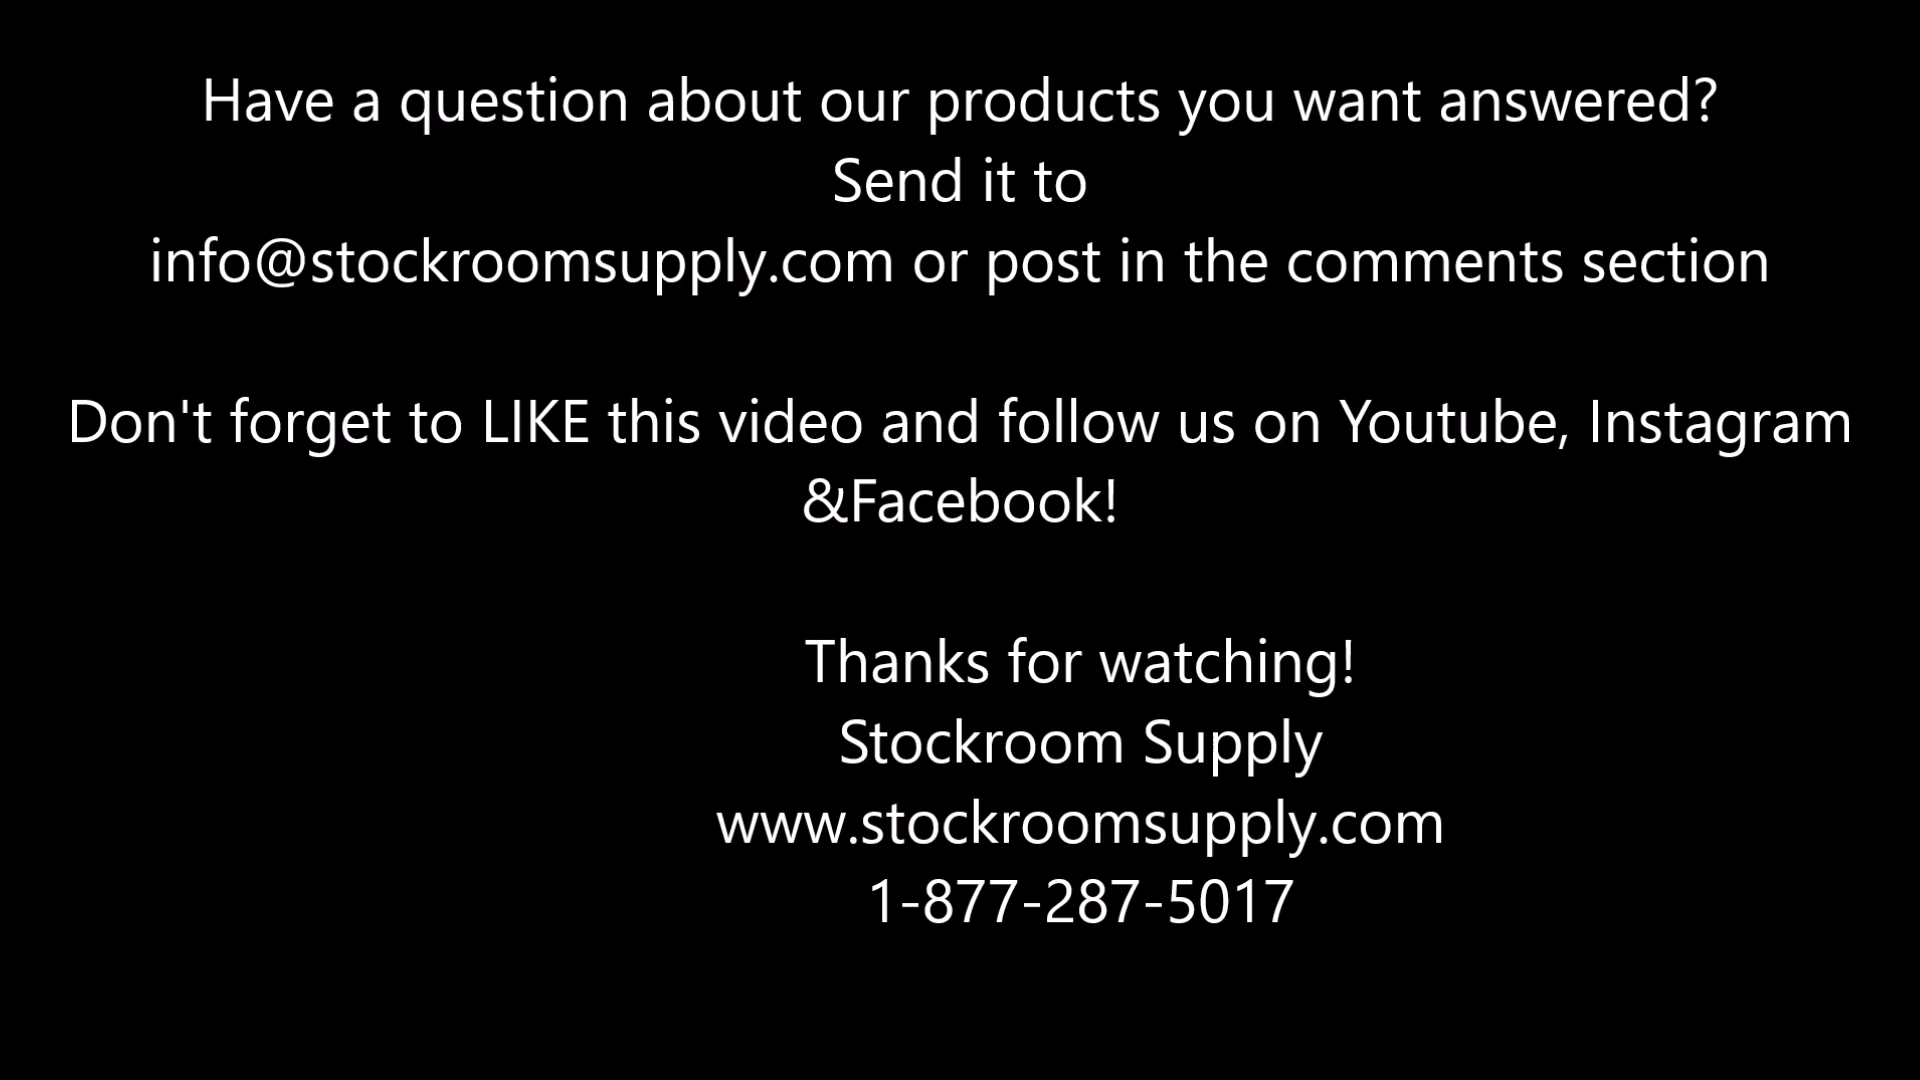 Have a question about our products you want answered?
Send it to
info@stockroomsupply.com or post in the comments section
Don't forget to LIKE this video and follow us on Youtube, Instagram
&Facebook!
Thanks for watching!
Stockroom Supply
www.stockroomsupply.com
1-877-287-5017